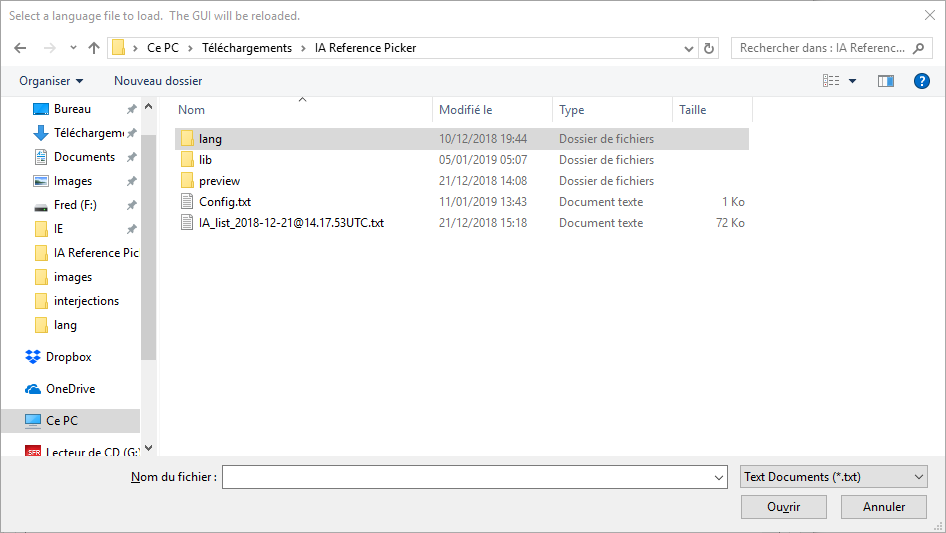 Select a language file to load.  The GUI will be reloaded.
Ce PC > Téléchargements > IA Reference Picker
Rechercher dans : IA Referenc...
Organiser
Nouveau dossier
Nom
Modifié le
Type
Taille
Bureau
Téléchargem
Documents
Images
Fred (F:)
IE
IA Reference Pic
images
interjections
lang
Dropbox
OneDrive
Ce PC
SFR Lecteur de CD (G:)
lang 10/12/2018 19:44 Dossier de fichiers
lib 05/01/2019 05:07 Dossier de fichiers
preview 21/12/2018 14:08 Dossier de fichiers
Config.txt 11/01/2019 13:43 Document texte 1 Ko
IA_list_2018-12-21@14.17.53UTC.txt 21/12/2018 15:18 Document texte 72 Ko
Nom du fichier :
Text Documents (*.txt)
Ouvrir
Annuler